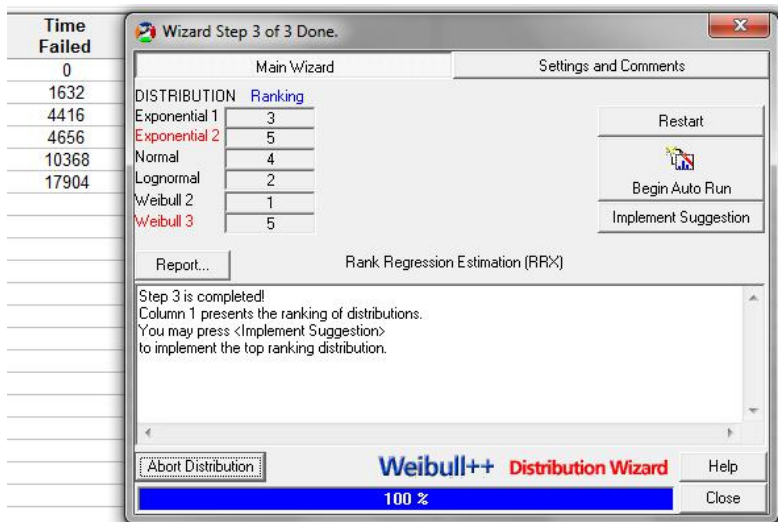 Time
Failed
0
1632
4416
4656
10368
17904
Wizard Step 3 of 3 Done.
Main Wizard
Settings and Comments
DISTRIBUTION Ranking
Exponential 1 3
Exponential 2 5
Normal 4
Lognormal 2
Weibull 2 1
Weibull 3 5
Restart
Begin Auto Run
Implement Suggestion
Report...
Rank Regression Estimation (RRX)
Step 3 is completed!
Column 1 presents the ranking of distributions.
You may press <Implement Suggestion>
to implement the top ranking distribution.
Abort Distribution
Weibull++ Distribution Wizard
Help
100 %
Close